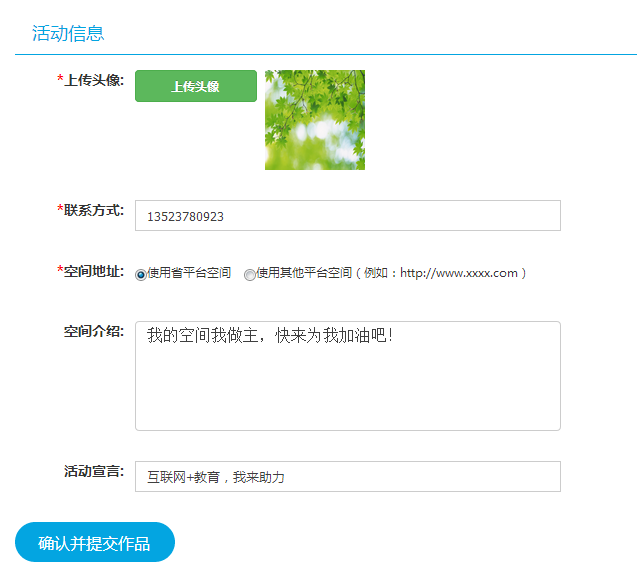 活动信息
*上传头像: 上传头像
*联系方式: 13523780923
*空间地址: 使用省平台空间 使用其他平台空间（例如：http://www.xxxx.com）
空间介绍: 我的空间我做主，快来为我加油吧！
活动宣言: 互联网+教育，我来助力
确认并提交作品